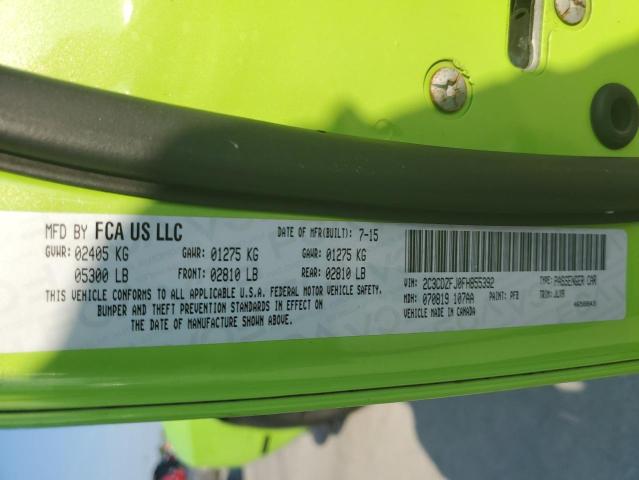 MFD BY FCA US LLC DATE OF MFR(BUILT): 7-15
GVWR: 02405 KG GAWR: 01275 KG GAWR: 01275 KG
05300 LB FRONT: 02810 LB REAR: 02810 LB
THIS VEHICLE CONFORMS TO ALL APPLICABLE U.S.A. FEDERAL MOTOR VEHICLE SAFETY.
BUMPER AND THEFT PREVENTION STANDARDS IN EFFECT ON
THE DATE OF MANUFACTURE SHOWN ABOVE.
VIN: 2C3CDZFJ0FH855392 TYPE: PASSENGER CAR
MDH: 070819 107AA PAINT: PFB TRIM: JLX9
VEHICLE MADE IN CANADA